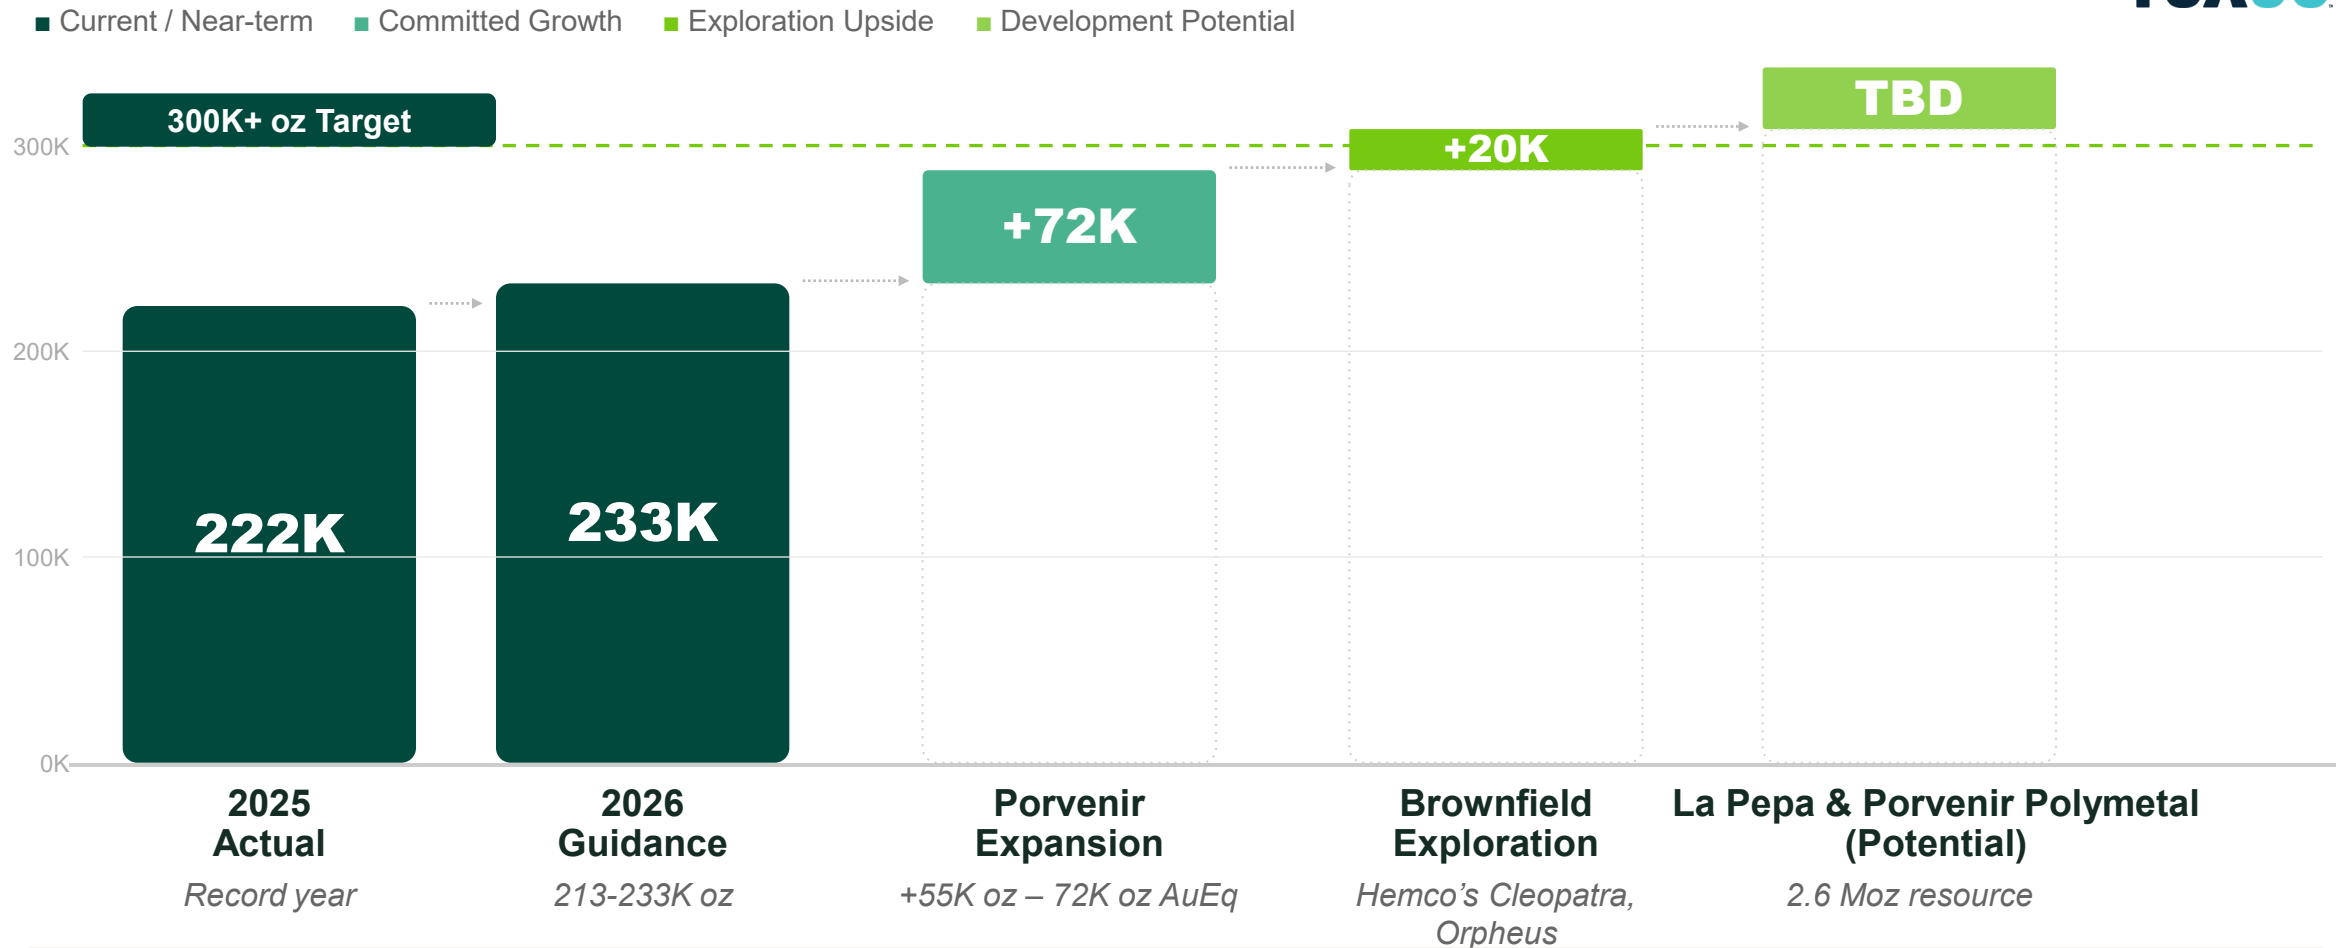 Current / Near-term
Committed Growth
Exploration Upside
Development Potential
300K+ oz Target
TBD
300K
+20K
+72K
200K
222K
233K
100K
0K
2025
Actual
Record year
2026
Guidance
213-233K oz
Porvenir
Expansion
+55K oz – 72K oz AuEq
Brownfield
Exploration
Hemco's Cleopatra,
Orpheus
La Pepa & Porvenir Polymetal
(Potential)
2.6 Moz resource